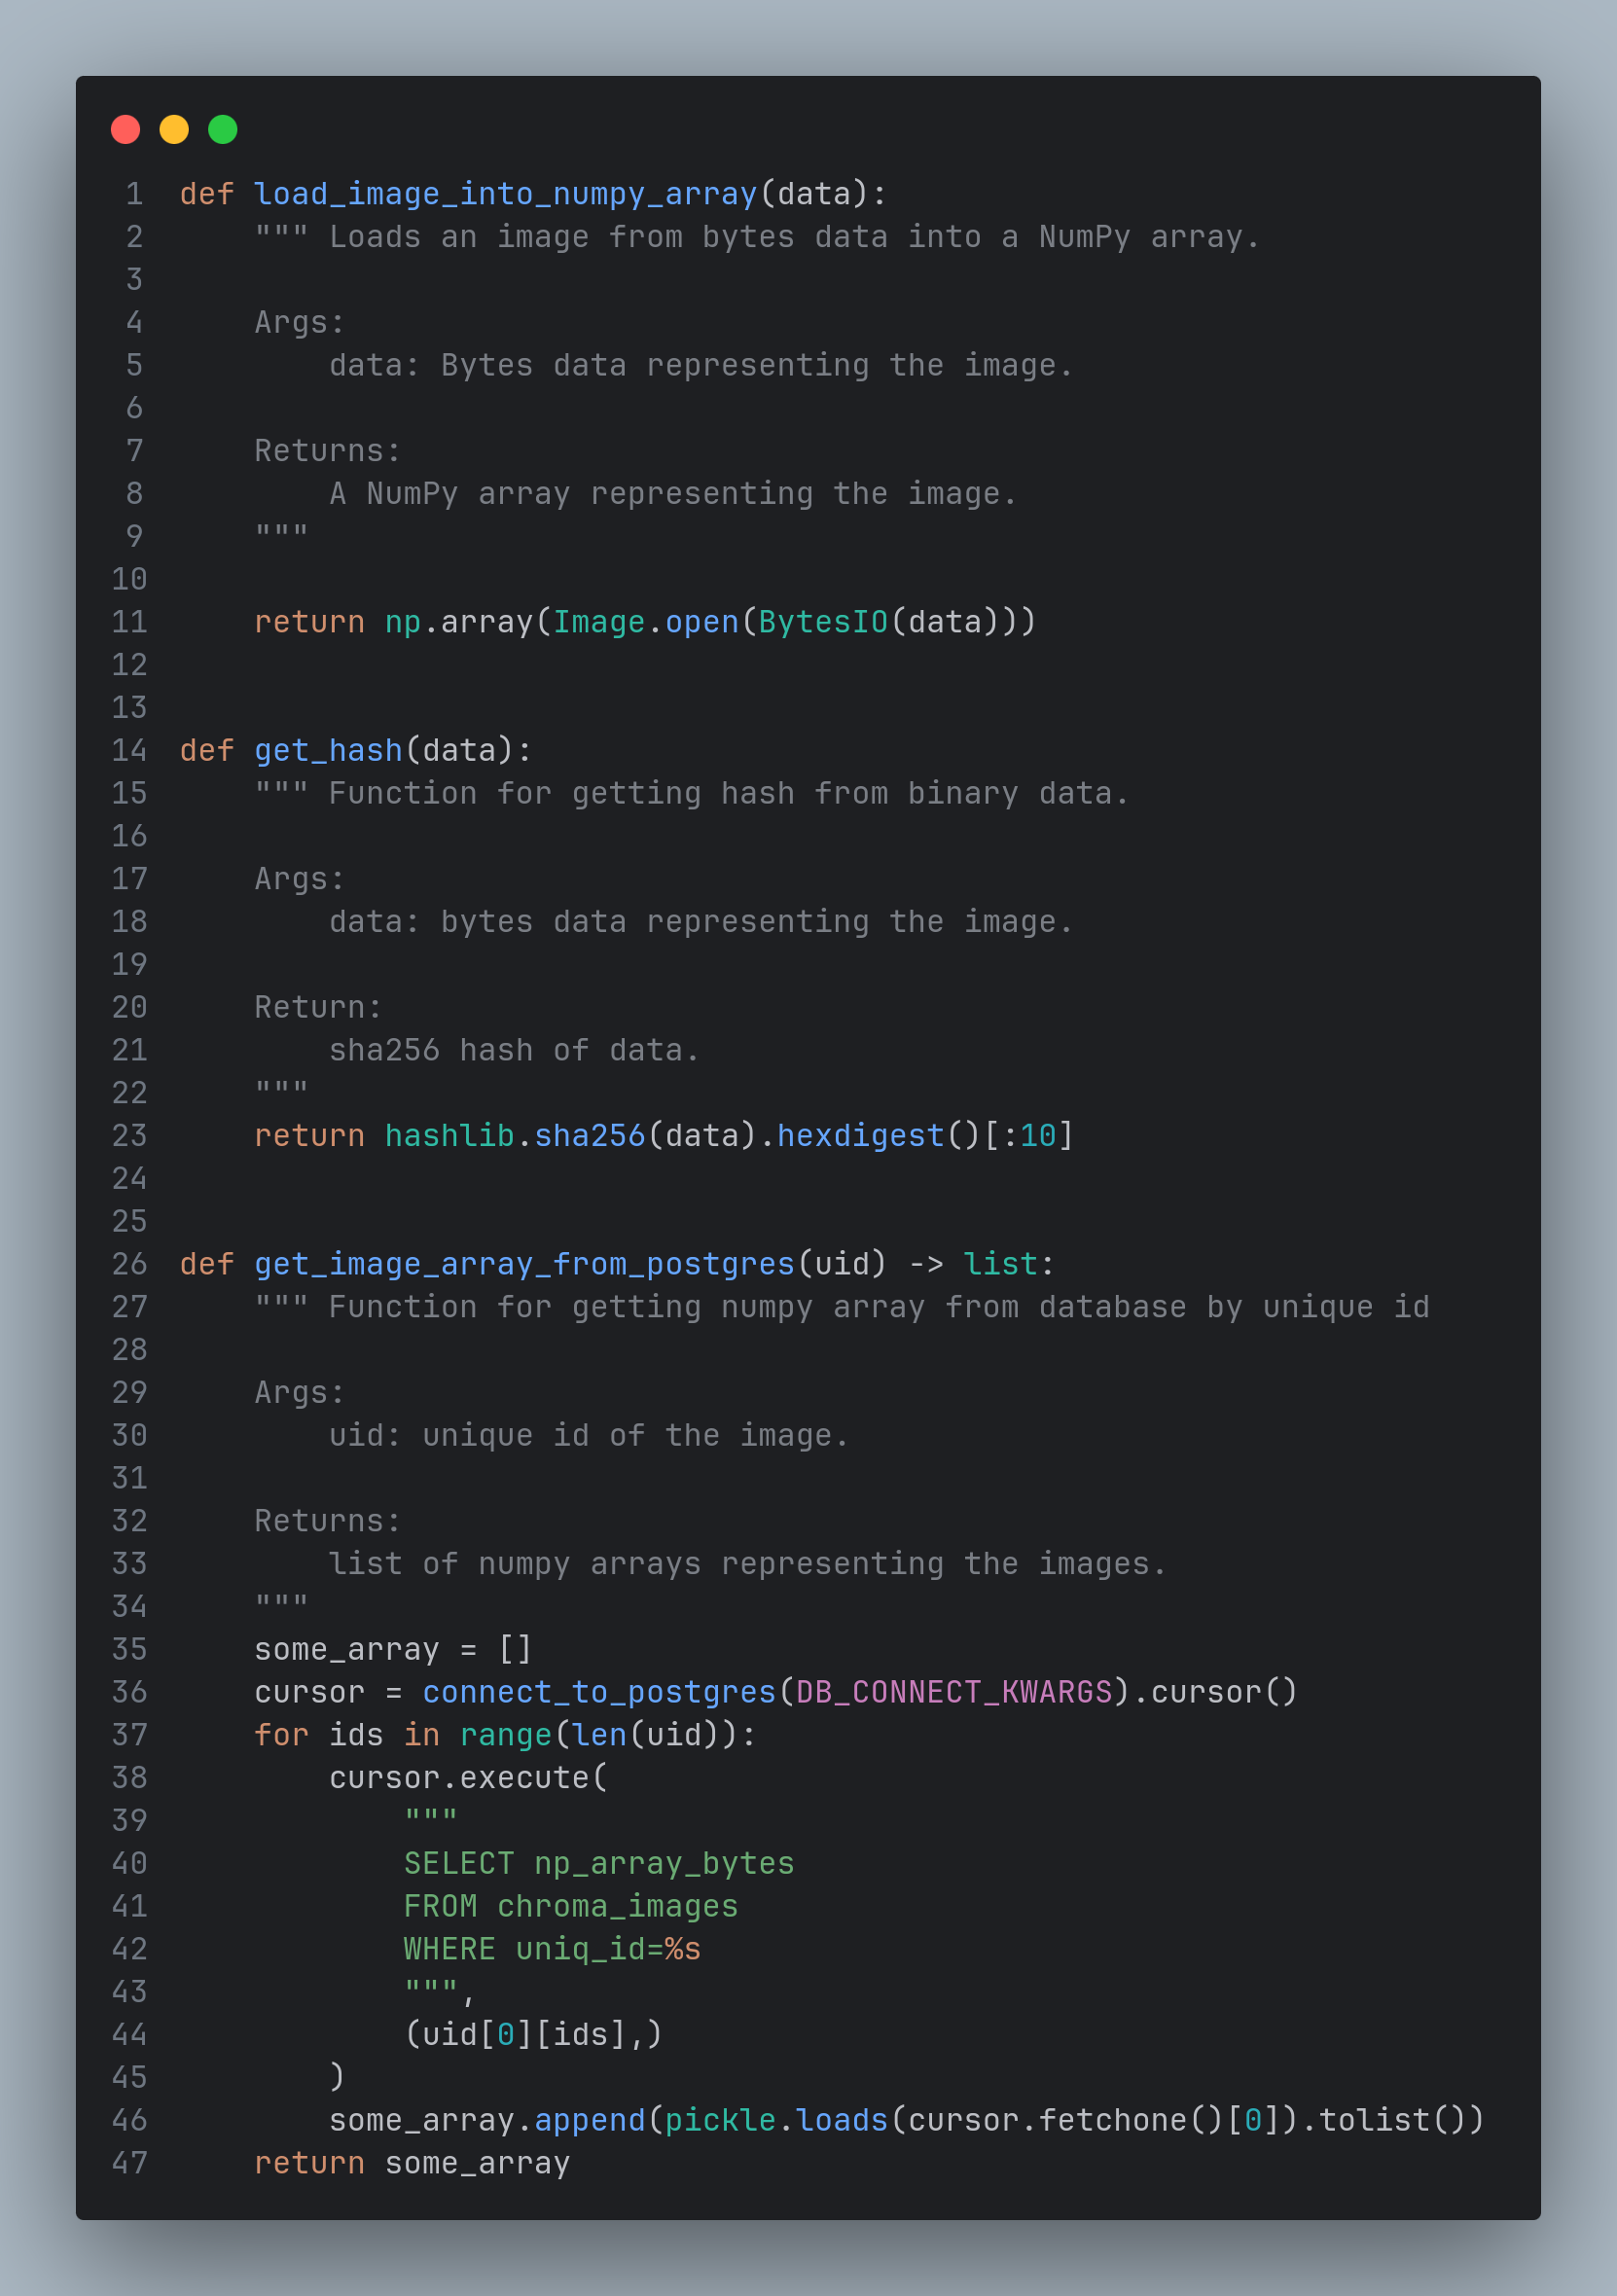 1 def load_image_into_numpy_array(data):
2     """ Loads an image from bytes data into a NumPy array.
3
4     Args:
5         data: Bytes data representing the image.
6
7     Returns:
8         A NumPy array representing the image.
9     """
10
11     return np.array(Image.open(BytesIO(data)))
12
13
14 def get_hash(data):
15     """ Function for getting hash from binary data.
16
17     Args:
18         data: bytes data representing the image.
19
20     Return:
21         sha256 hash of data.
22     """
23     return hashlib.sha256(data).hexdigest()[:10]
24
25
26 def get_image_array_from_postgres(uid) -> list:
27     """ Function for getting numpy array from database by unique id
28
29     Args:
30         uid: unique id of the image.
31
32     Returns:
33         list of numpy arrays representing the images.
34     """
35     some_array = []
36     cursor = connect_to_postgres(DB_CONNECT_KWARGS).cursor()
37     for ids in range(len(uid)):
38         cursor.execute(
39             """
40             SELECT np_array_bytes
41             FROM chroma_images
42             WHERE uniq_id=%s
43             """,
44             (uid[0][ids],)
45         )
46         some_array.append(pickle.loads(cursor.fetchone()[0]).tolist())
47     return some_array